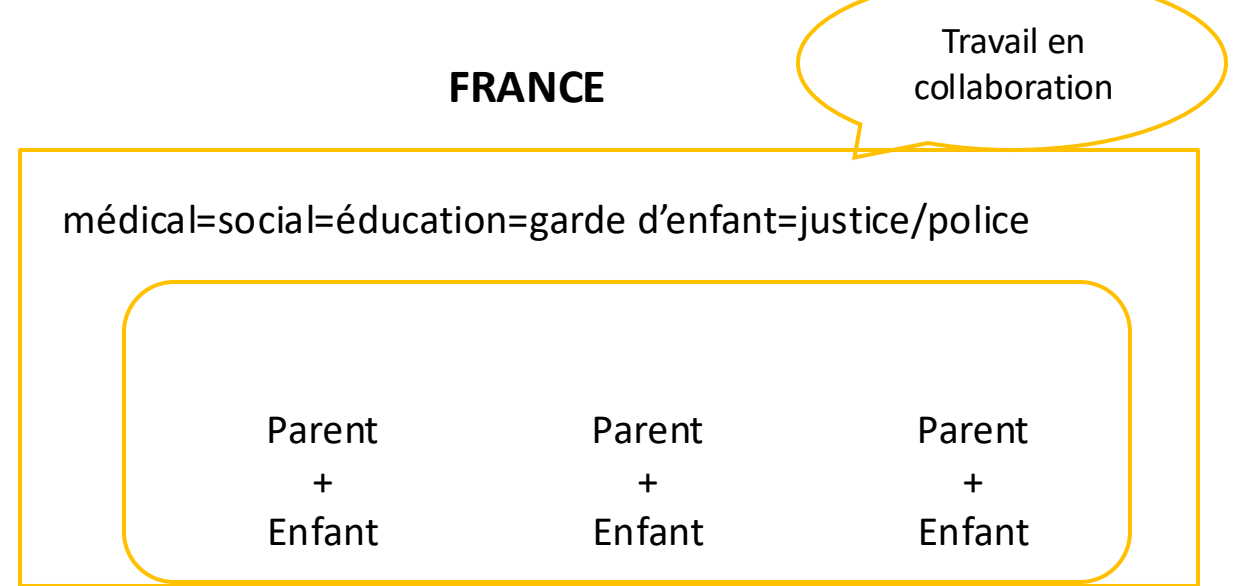 Travail en
collaboration
FRANCE
médical=social=éducation=garde d’enfant=justice/police
Parent Parent Parent
+ + +
Enfant Enfant Enfant